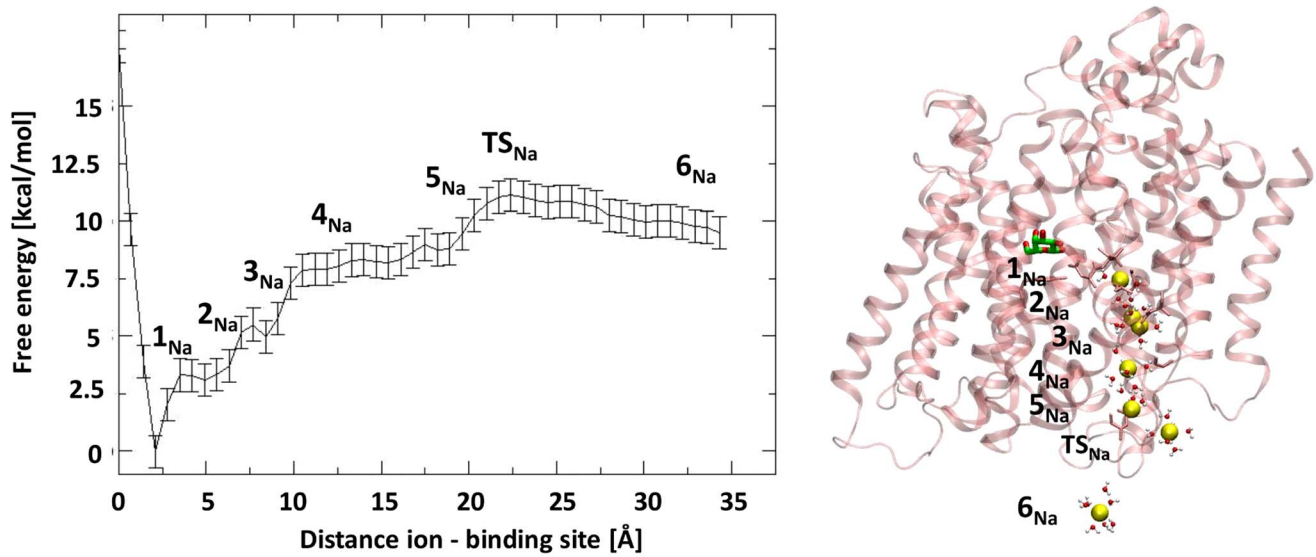 Free energy [kcal/mol]
15
12.5
10
7.5
5
2.5
0
0 5 10 15 20 25 30 35
Distance ion - binding site [Å]
1Na
2Na
3Na
4Na
5Na
TSNa
6Na
1Na
2Na
3Na
4Na
5Na
TSNa
6Na